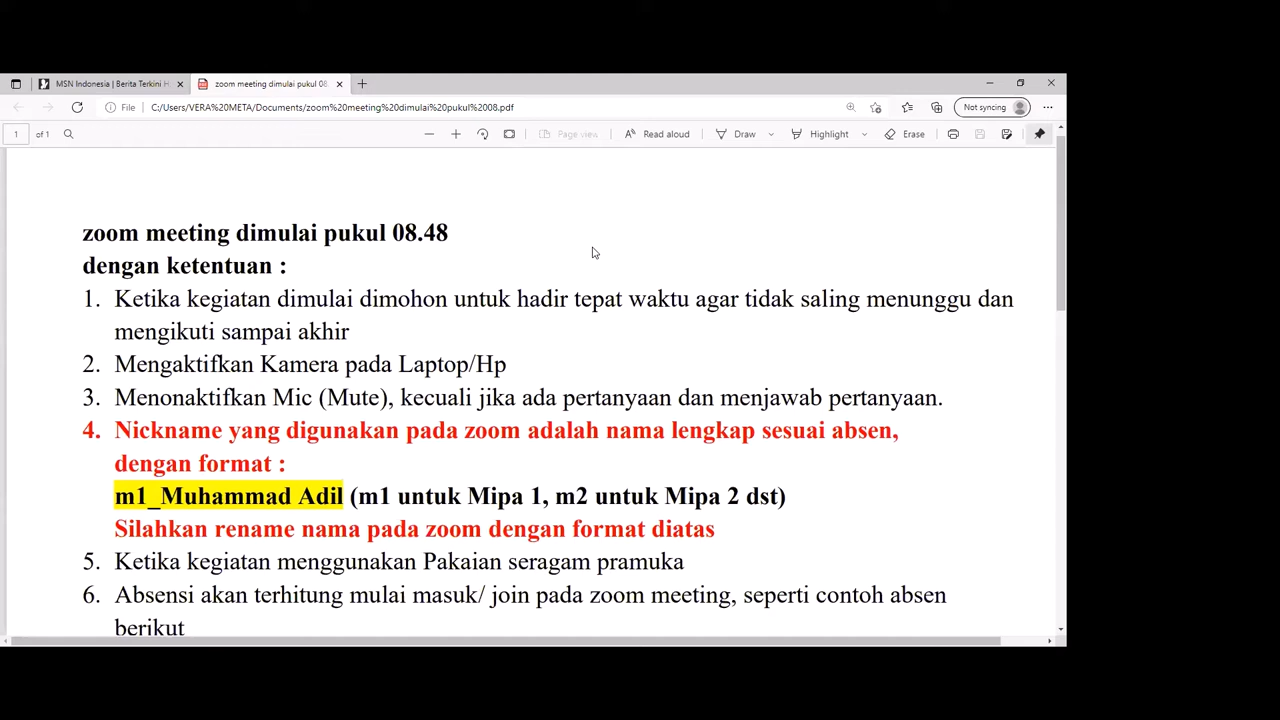 MSN Indonesia | Berita Terkini H
zoom meeting dimulai pukul 08
File
C:/Users/VERA%20META/Documents/zoom%20meeting%20dimulai%20pukul%2008.pdf
Not syncing
1 of 1
Page view
Read aloud
Draw
Highlight
Erase
zoom meeting dimulai pukul 08.48
dengan ketentuan :
1. Ketika kegiatan dimulai dimohon untuk hadir tepat waktu agar tidak saling menunggu dan
mengikuti sampai akhir
2. Mengaktifkan Kamera pada Laptop/Hp
3. Menonaktifkan Mic (Mute), kecuali jika ada pertanyaan dan menjawab pertanyaan.
4. Nickname yang digunakan pada zoom adalah nama lengkap sesuai absen,
dengan format :
m1_Muhammad Adil (m1 untuk Mipa 1, m2 untuk Mipa 2 dst)
Silahkan rename nama pada zoom dengan format diatas
5. Ketika kegiatan menggunakan Pakaian seragam pramuka
6. Absensi akan terhitung mulai masuk/ join pada zoom meeting, seperti contoh absen
berikut